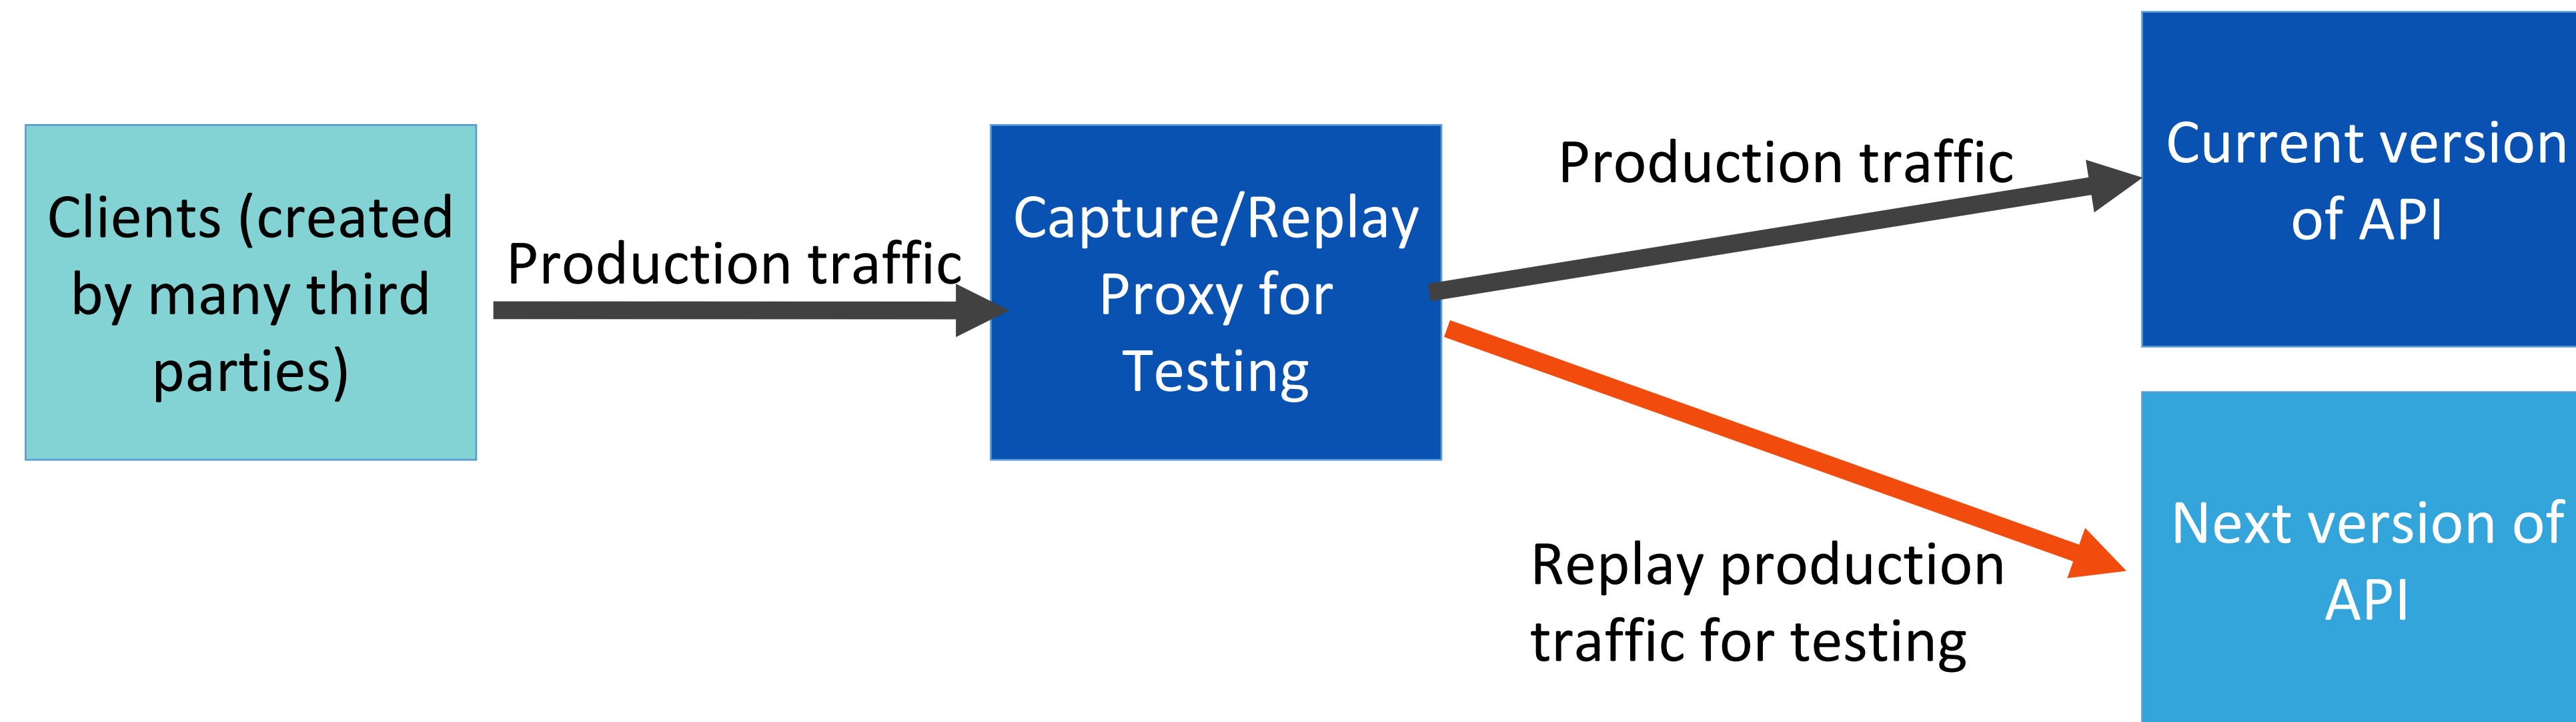 Clients (created
by many third
parties)
Production traffic
Capture/Replay
Proxy for
Testing
Production traffic
Current version
of API
Replay production
traffic for testing
Next version of
API